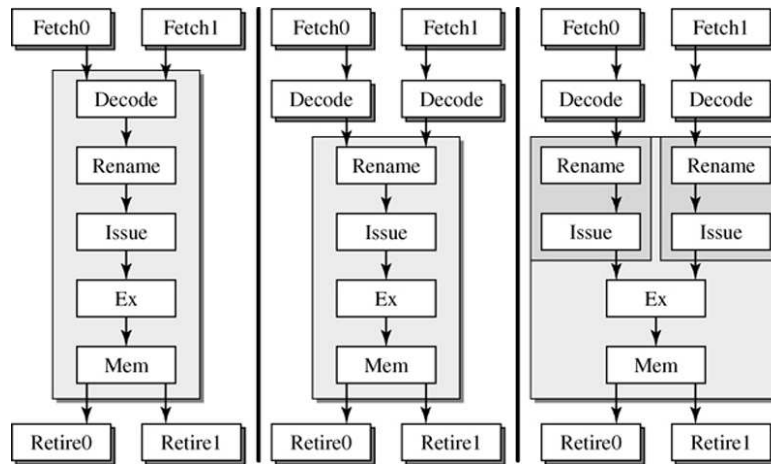 Fetch0 Fetch1
Decode
Rename
Issue
Ex
Mem
Retire0 Retire1
Fetch0 Fetch1
Decode Decode
Rename
Issue
Ex
Mem
Retire0 Retire1
Fetch0 Fetch1
Decode Decode
Rename Rename
Issue Issue
Ex
Mem
Retire0 Retire1